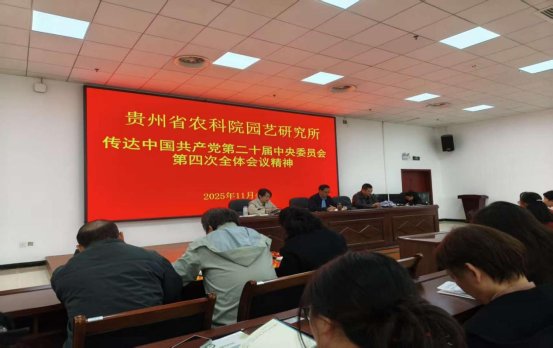 贵州省农科院园艺研究所
传达中国共产党第二十届中央委员会
第四次全体会议精神
2025年11月